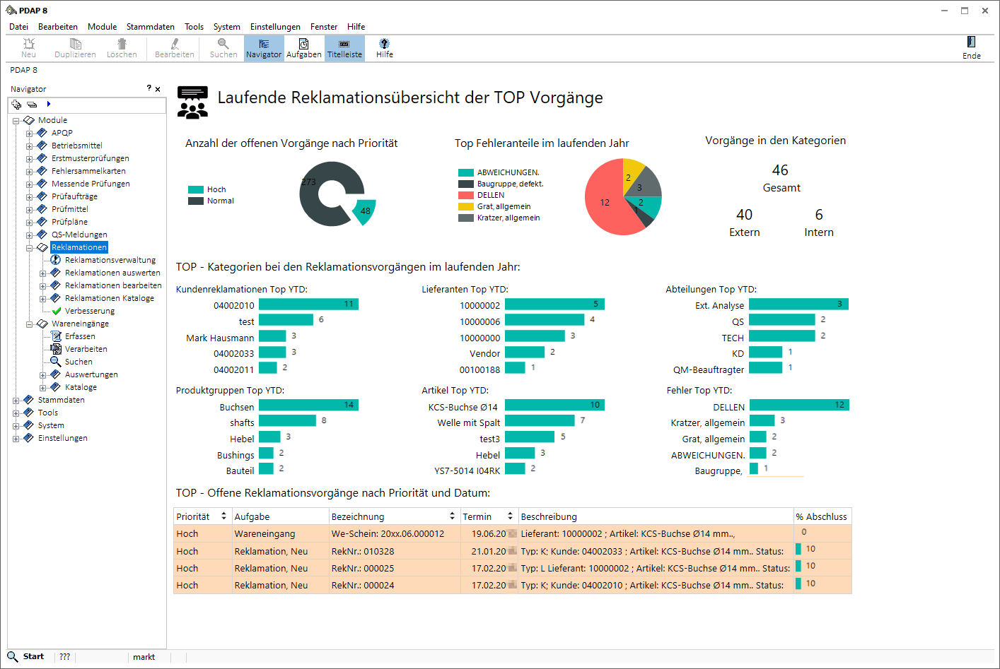 PDAP 8
Datei Bearbeiten Module Stammdaten Tools System Einstellungen Fenster Hilfe
Neu Duplizieren Löschen Bearbeiten Suchen Navigator Aufgaben Titelleiste Hilfe Ende
PDAP 8
Navigator ? x
Module
APQP
Betriebsmittel
Erstmusterprüfungen
Fehlersammelkarten
Messende Prüfungen
Prüfaufträge
Prüfmittel
Prüfpläne
QS-Meldungen
Reklamationen
Reklamationsverwaltung
Reklamationen auswerten
Reklamationen bearbeiten
Reklamationen Kataloge
Verbesserung
Wareneingänge
Erfassen
Verarbeiten
Suchen
Auswertungen
Kataloge
Stammdaten
Tools
System
Einstellungen
Laufende Reklamationsübersicht der TOP Vorgänge
Anzahl der offenen Vorgänge nach Priorität
Hoch
Normal
273
48
Top Fehleranteile im laufenden Jahr
ABWEICHUNGEN.
Baugruppe, defekt.
DELLEN
Grat, allgemein
Kratzer, allgemein
2
3
12
2
1
Vorgänge in den Kategorien
46
Gesamt
40 6
Extern Intern
TOP - Kategorien bei den Reklamationsvorgängen im laufenden Jahr:
Kundenreklamationen Top YTD:
04002010 11
test 6
Mark Hausmann 3
04002033 3
04002011 2
Lieferanten Top YTD:
10000002 5
10000006 4
10000000 3
Vendor 2
00100188 1
Abteilungen Top YTD:
Ext. Analyse 3
QS 2
TECH 2
KD 1
QM-Beauftragter 1
Produktgruppen Top YTD:
Buchsen 14
shafts 8
Hebel 3
Bushings 2
Bauteil 2
Artikel Top YTD:
KCS-Buchse Ø14 10
Welle mit Spalt 7
test3 5
Hebel 3
YS7-5014 I04RK 2
Fehler Top YTD:
DELLEN 12
Kratzer, allgemein 3
Grat, allgemein 2
ABWEICHUNGEN. 2
Baugruppe, 1
TOP - Offene Reklamationsvorgänge nach Priorität und Datum:
Priorität Aufgabe Bezeichnung Termin Beschreibung % Abschluss
Hoch Wareneingang We-Schein: 20xx.06.000012 19.06.20 Lieferant: 10000002 ; Artikel: KCS-Buchse Ø14 mm.., 0
Hoch Reklamation, Neu RekNr.: 010328 21.01.20 Typ: K; Kunde: 04002033 ; Artikel: KCS-Buchse Ø14 mm.. Status: 10
Hoch Reklamation, Neu RekNr.: 000025 17.02.20 Typ: L Lieferant: 10000002 ; Artikel: KCS-Buchse Ø14 mm.. Status: 10
Hoch Reklamation, Neu RekNr.: 000024 17.02.20 Typ: K; Kunde: 04002010 ; Artikel: KCS-Buchse Ø14 mm.. Status: 10
Start ??? markt